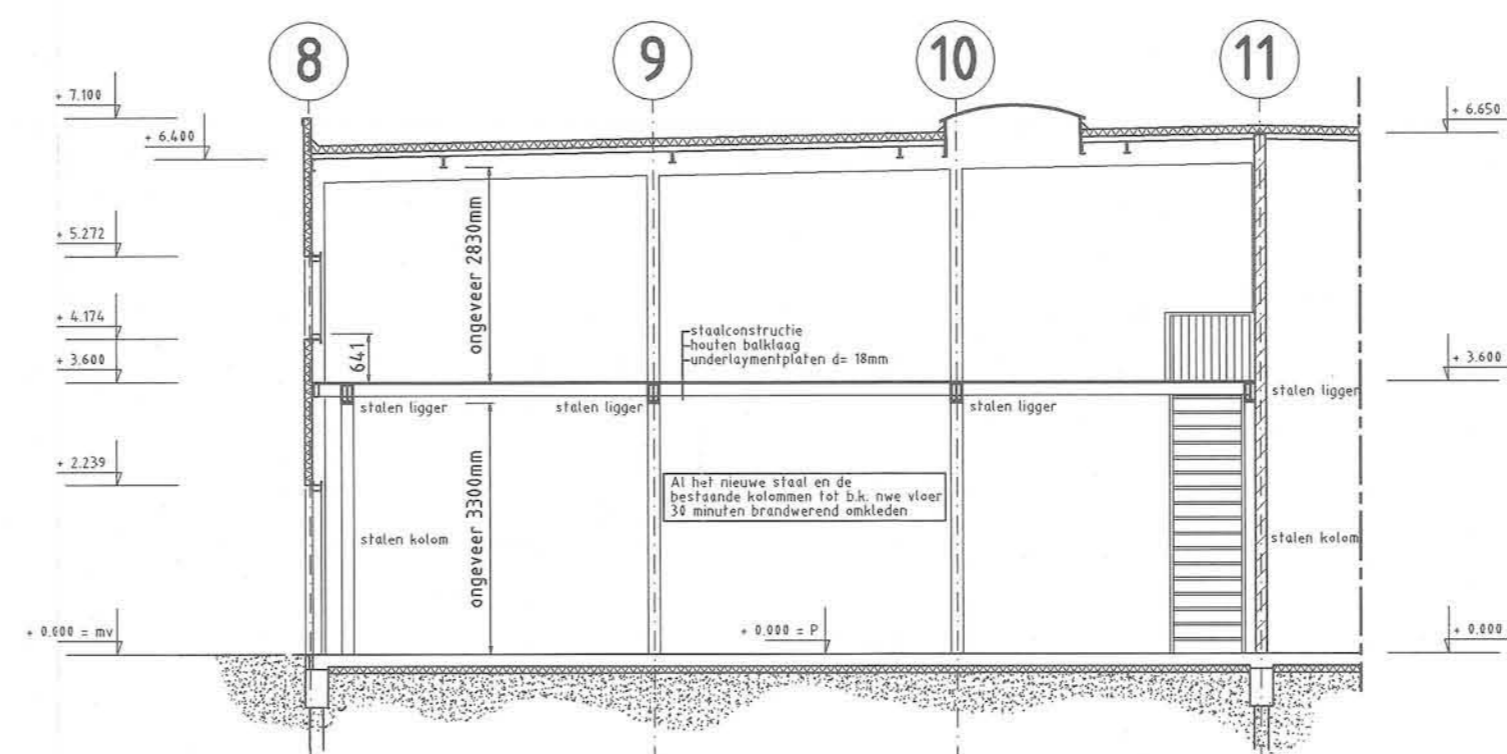 8
9
10
11
+ 7.100
+ 6.400
+ 6.650
+ 5.272
+ 4.174
+ 3.600
641
ongeveer 2830mm
staalconstructie
houten balklaag
underlaymentplaten d= 18mm
+ 3.600
stalen ligger
stalen ligger
stalen ligger
stalen ligger
+ 2.239
Al het nieuwe staal en de
bestaande kolommen tot b.k. nwe vloer
30 minuten brandwerend omkleden
ongeveer 3300mm
stalen kolom
stalen kolom
+ 0.000 = mv
+ 0.000 = P
+ 0.000